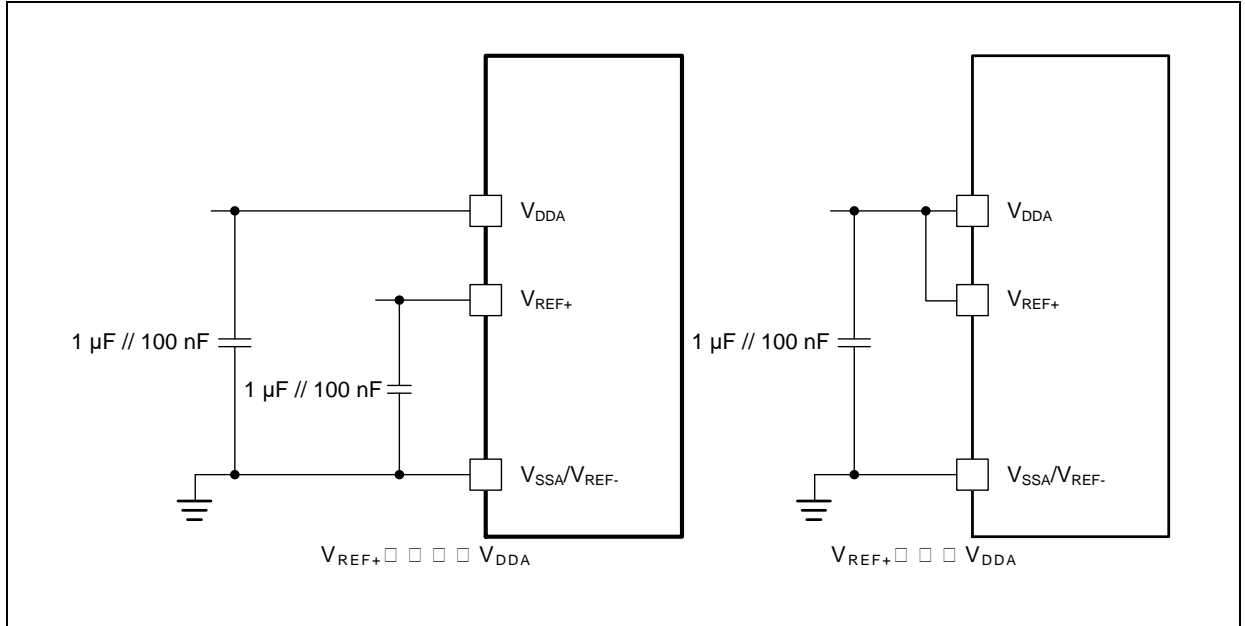 V_DDA
V_REF+
1 µF // 100 nF
1 µF // 100 nF
V_SSA/V_REF-
V_REF+ □ □ □ □ V_DDA
V_DDA
V_REF+
1 µF // 100 nF
V_SSA/V_REF-
V_REF+ □ □ □ V_DDA